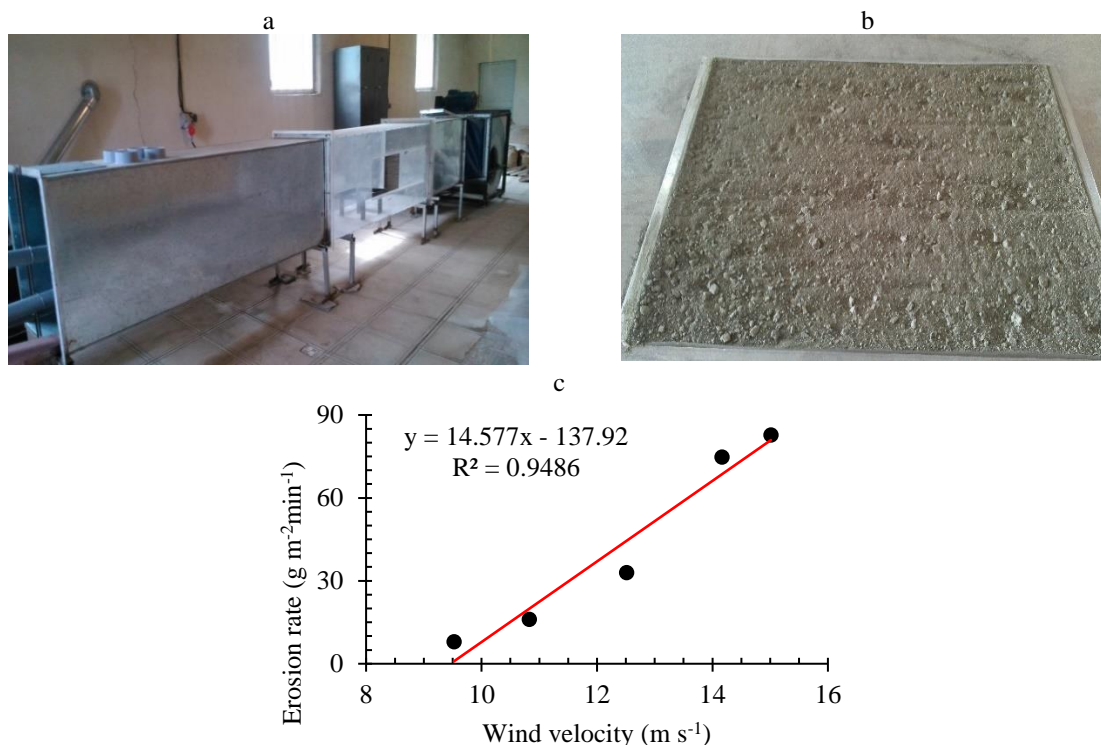 a
b
c
90
60
30
0
8
10
12
14
16
y = 14.577x - 137.92
R² = 0.9486
Erosion rate (g m⁻²min⁻¹)
Wind velocity (m s⁻¹)